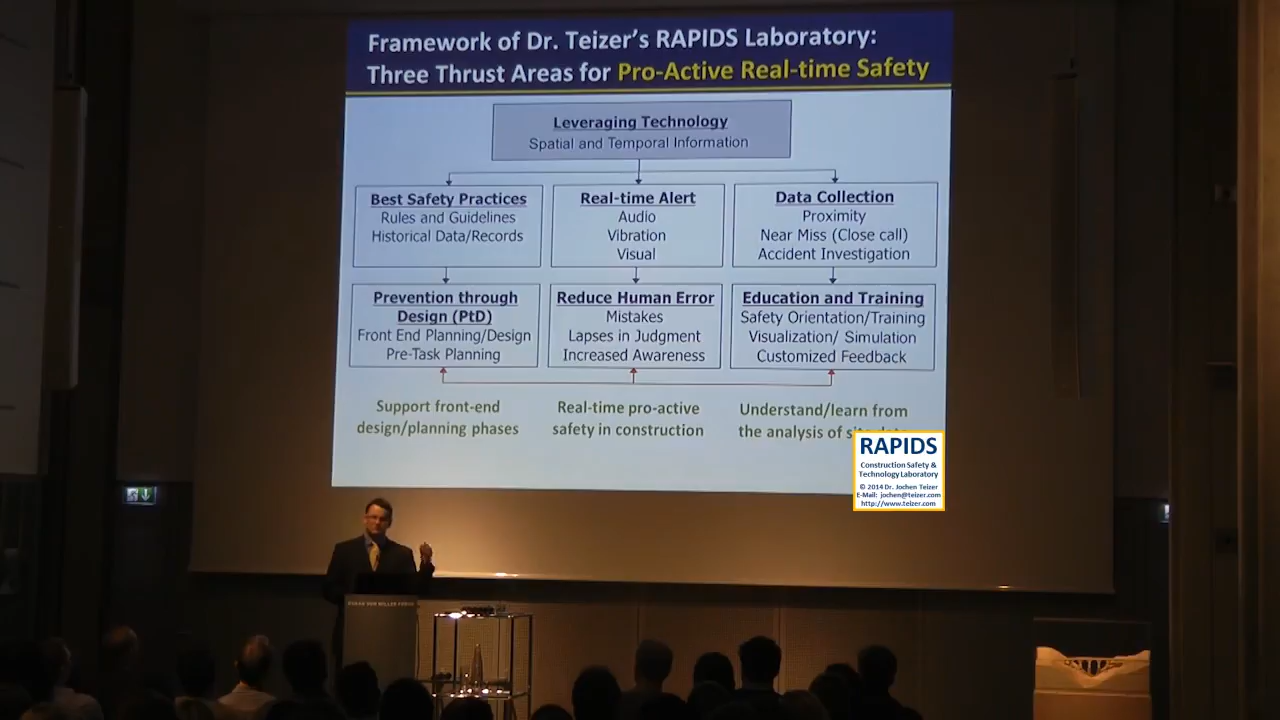 Framework of Dr. Teizer's RAPIDS Laboratory:
Three Thrust Areas for Pro-Active Real-time Safety
Leveraging Technology
Spatial and Temporal Information
Best Safety Practices
Rules and Guidelines
Historical Data/Records
Real-time Alert
Audio
Vibration
Visual
Data Collection
Proximity
Near Miss (Close call)
Accident Investigation
Prevention through
Design (PtD)
Front End Planning/Design
Pre-Task Planning
Reduce Human Error
Mistakes
Lapses in Judgment
Increased Awareness
Education and Training
Safety Orientation/Training
Visualization/ Simulation
Customized Feedback
Support front-end
design/planning phases
Real-time pro-active
safety in construction
Understand/learn from
the analysis of
RAPIDS
Construction Safety &
Technology Laboratory
© 2014 Dr. Jochen Teizer
E-Mail: jochen@teizer.com
http://www.teizer.com